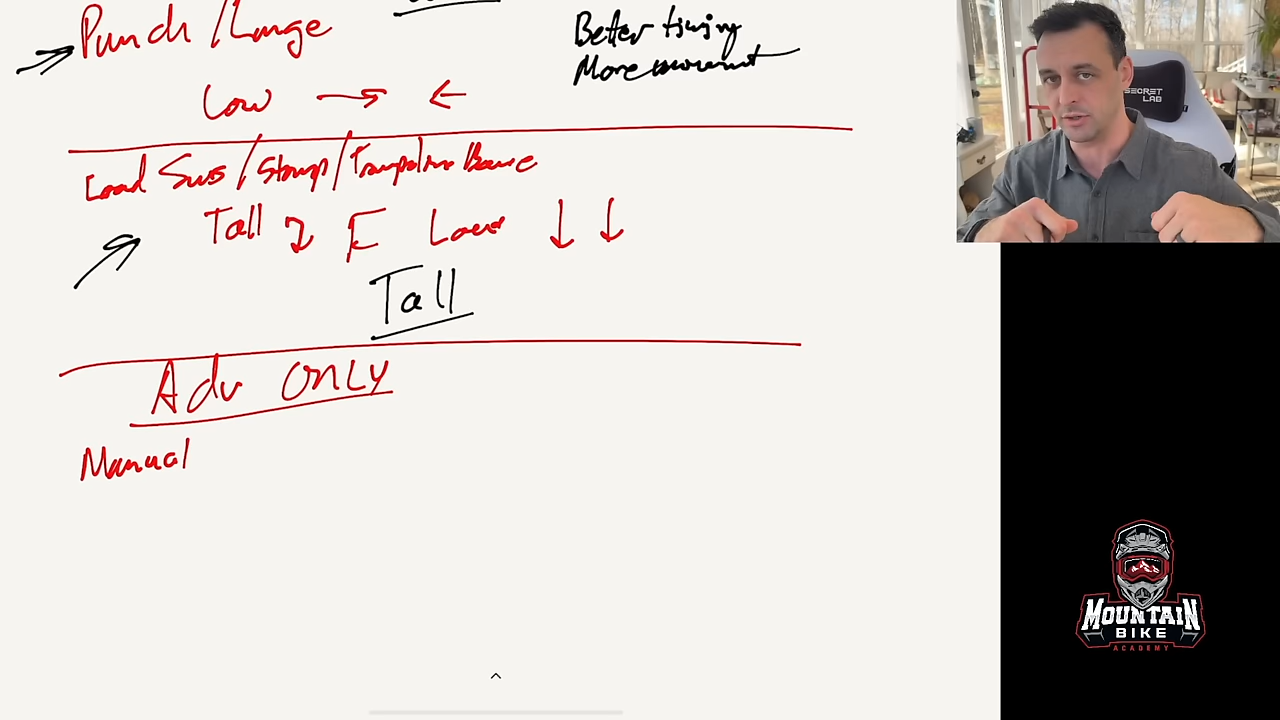 Punch / Lunge
Better timing
More movement
Low → ←
Load Sus / Stomp / Trampoline Bounce
Tall Lower ↓ ↓
Tall
Adv ONLY
Manual
SECRET
LAB
MOUNTAIN
BIKE
ACADEMY